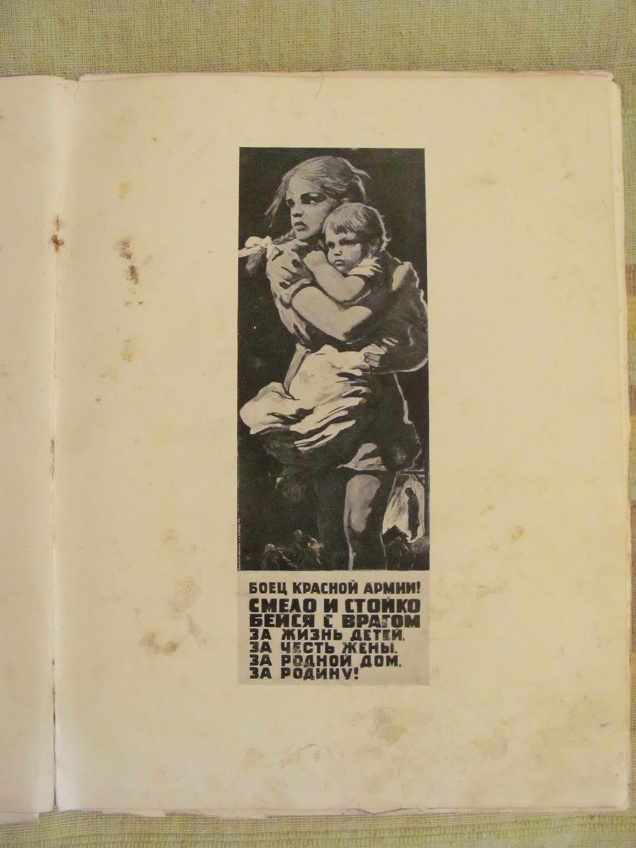 БОЕЦ КРАСНОЙ АРМИИ!
СМЕЛО И СТОЙКО
БЕЙСЯ С ВРАГОМ
ЗА ЖИЗНЬ ДЕТЕЙ,
ЗА ЧЕСТЬ ЖЕНЫ,
ЗА РОДНОЙ ДОМ,
ЗА РОДИНУ!